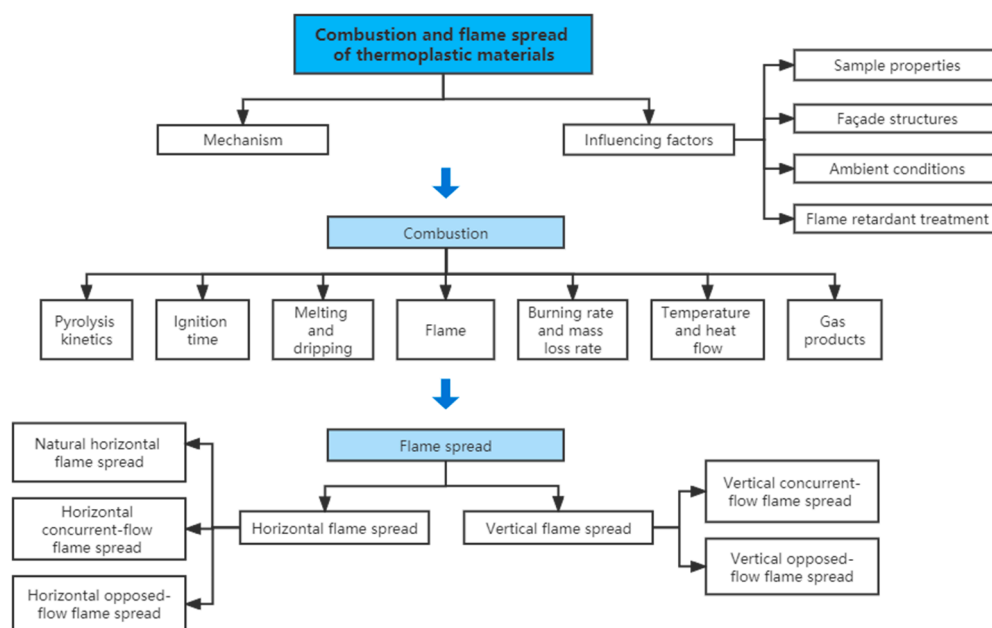 Combustion and flame spread
of thermoplastic materials
Mechanism
Influencing factors
Sample properties
Façade structures
Ambient conditions
Flame retardant treatment
Combustion
Pyrolysis
kinetics
Ignition
time
Melting
and
dripping
Flame
Burning
rate and
mass
loss rate
Temperature
and heat
flow
Gas
products
Flame spread
Horizontal flame spread
Vertical flame spread
Natural horizontal
flame spread
Horizontal
concurrent-flow
flame spread
Horizontal opposed-
flow flame spread
Vertical concurrent-
flow flame spread
Vertical opposed-
flow flame spread